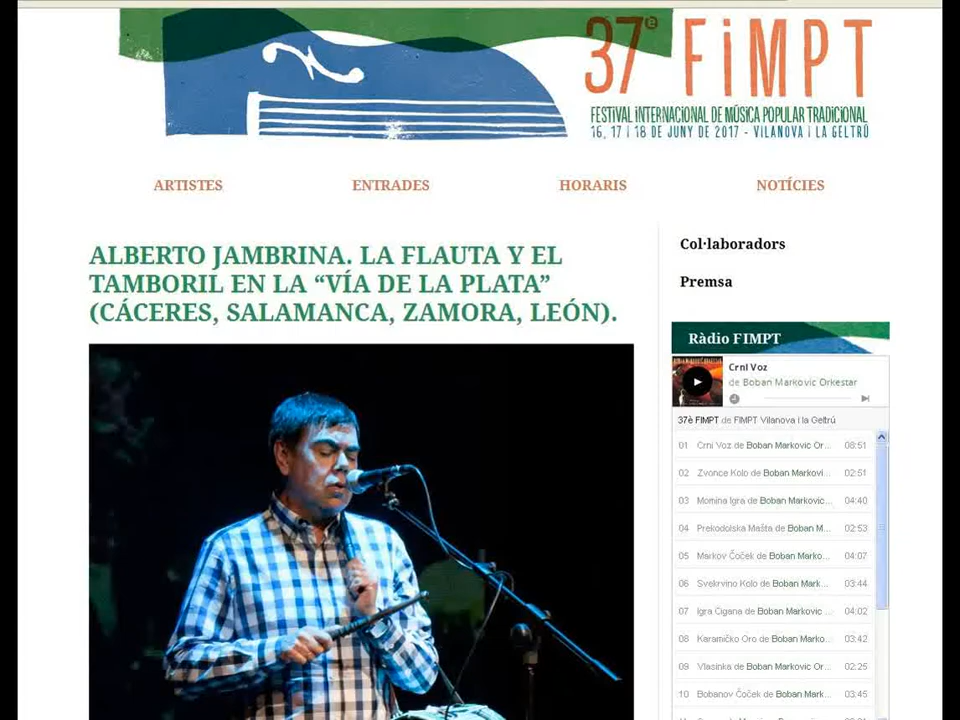 37è FiMPT
FESTIVAL INTERNACIONAL DE MÚSICA POPULAR TRADICIONAL
16, 17 i 18 DE JUNY DE 2017 - VILANOVA i LA GELTRÚ
ARTISTES ENTRADES HORARIS NOTÍCIES
ALBERTO JAMBRINA. LA FLAUTA Y EL
TAMBORIL EN LA “VÍA DE LA PLATA”
(CÁCERES, SALAMANCA, ZAMORA, LEÓN).
Col·laboradors
Premsa
Ràdio FIMPT
Crni Voz
de Boban Markovic Orkestar
37è FIMPT de FIMPT Vilanova i la Geltrú
01 Crni Voz de Boban Markovic Or... 06:51
02 Zvonce Kolo de Boban Markovi... 02:51
03 Momina Igra de Boban Markovic... 04:40
04 Prekodolska Mašta de Boban M... 02:53
05 Markov Čoček de Boban Marko... 04:07
06 Svekrvino Kolo de Boban Mark... 03:44
07 Igra Cigana de Boban Markovic ... 04:02
08 Karamičko Oro de Boban Marko... 03:42
09 Vlasinka de Boban Markovic Or... 02:25
10 Bobanov Čoček de Boban Mark... 03:45